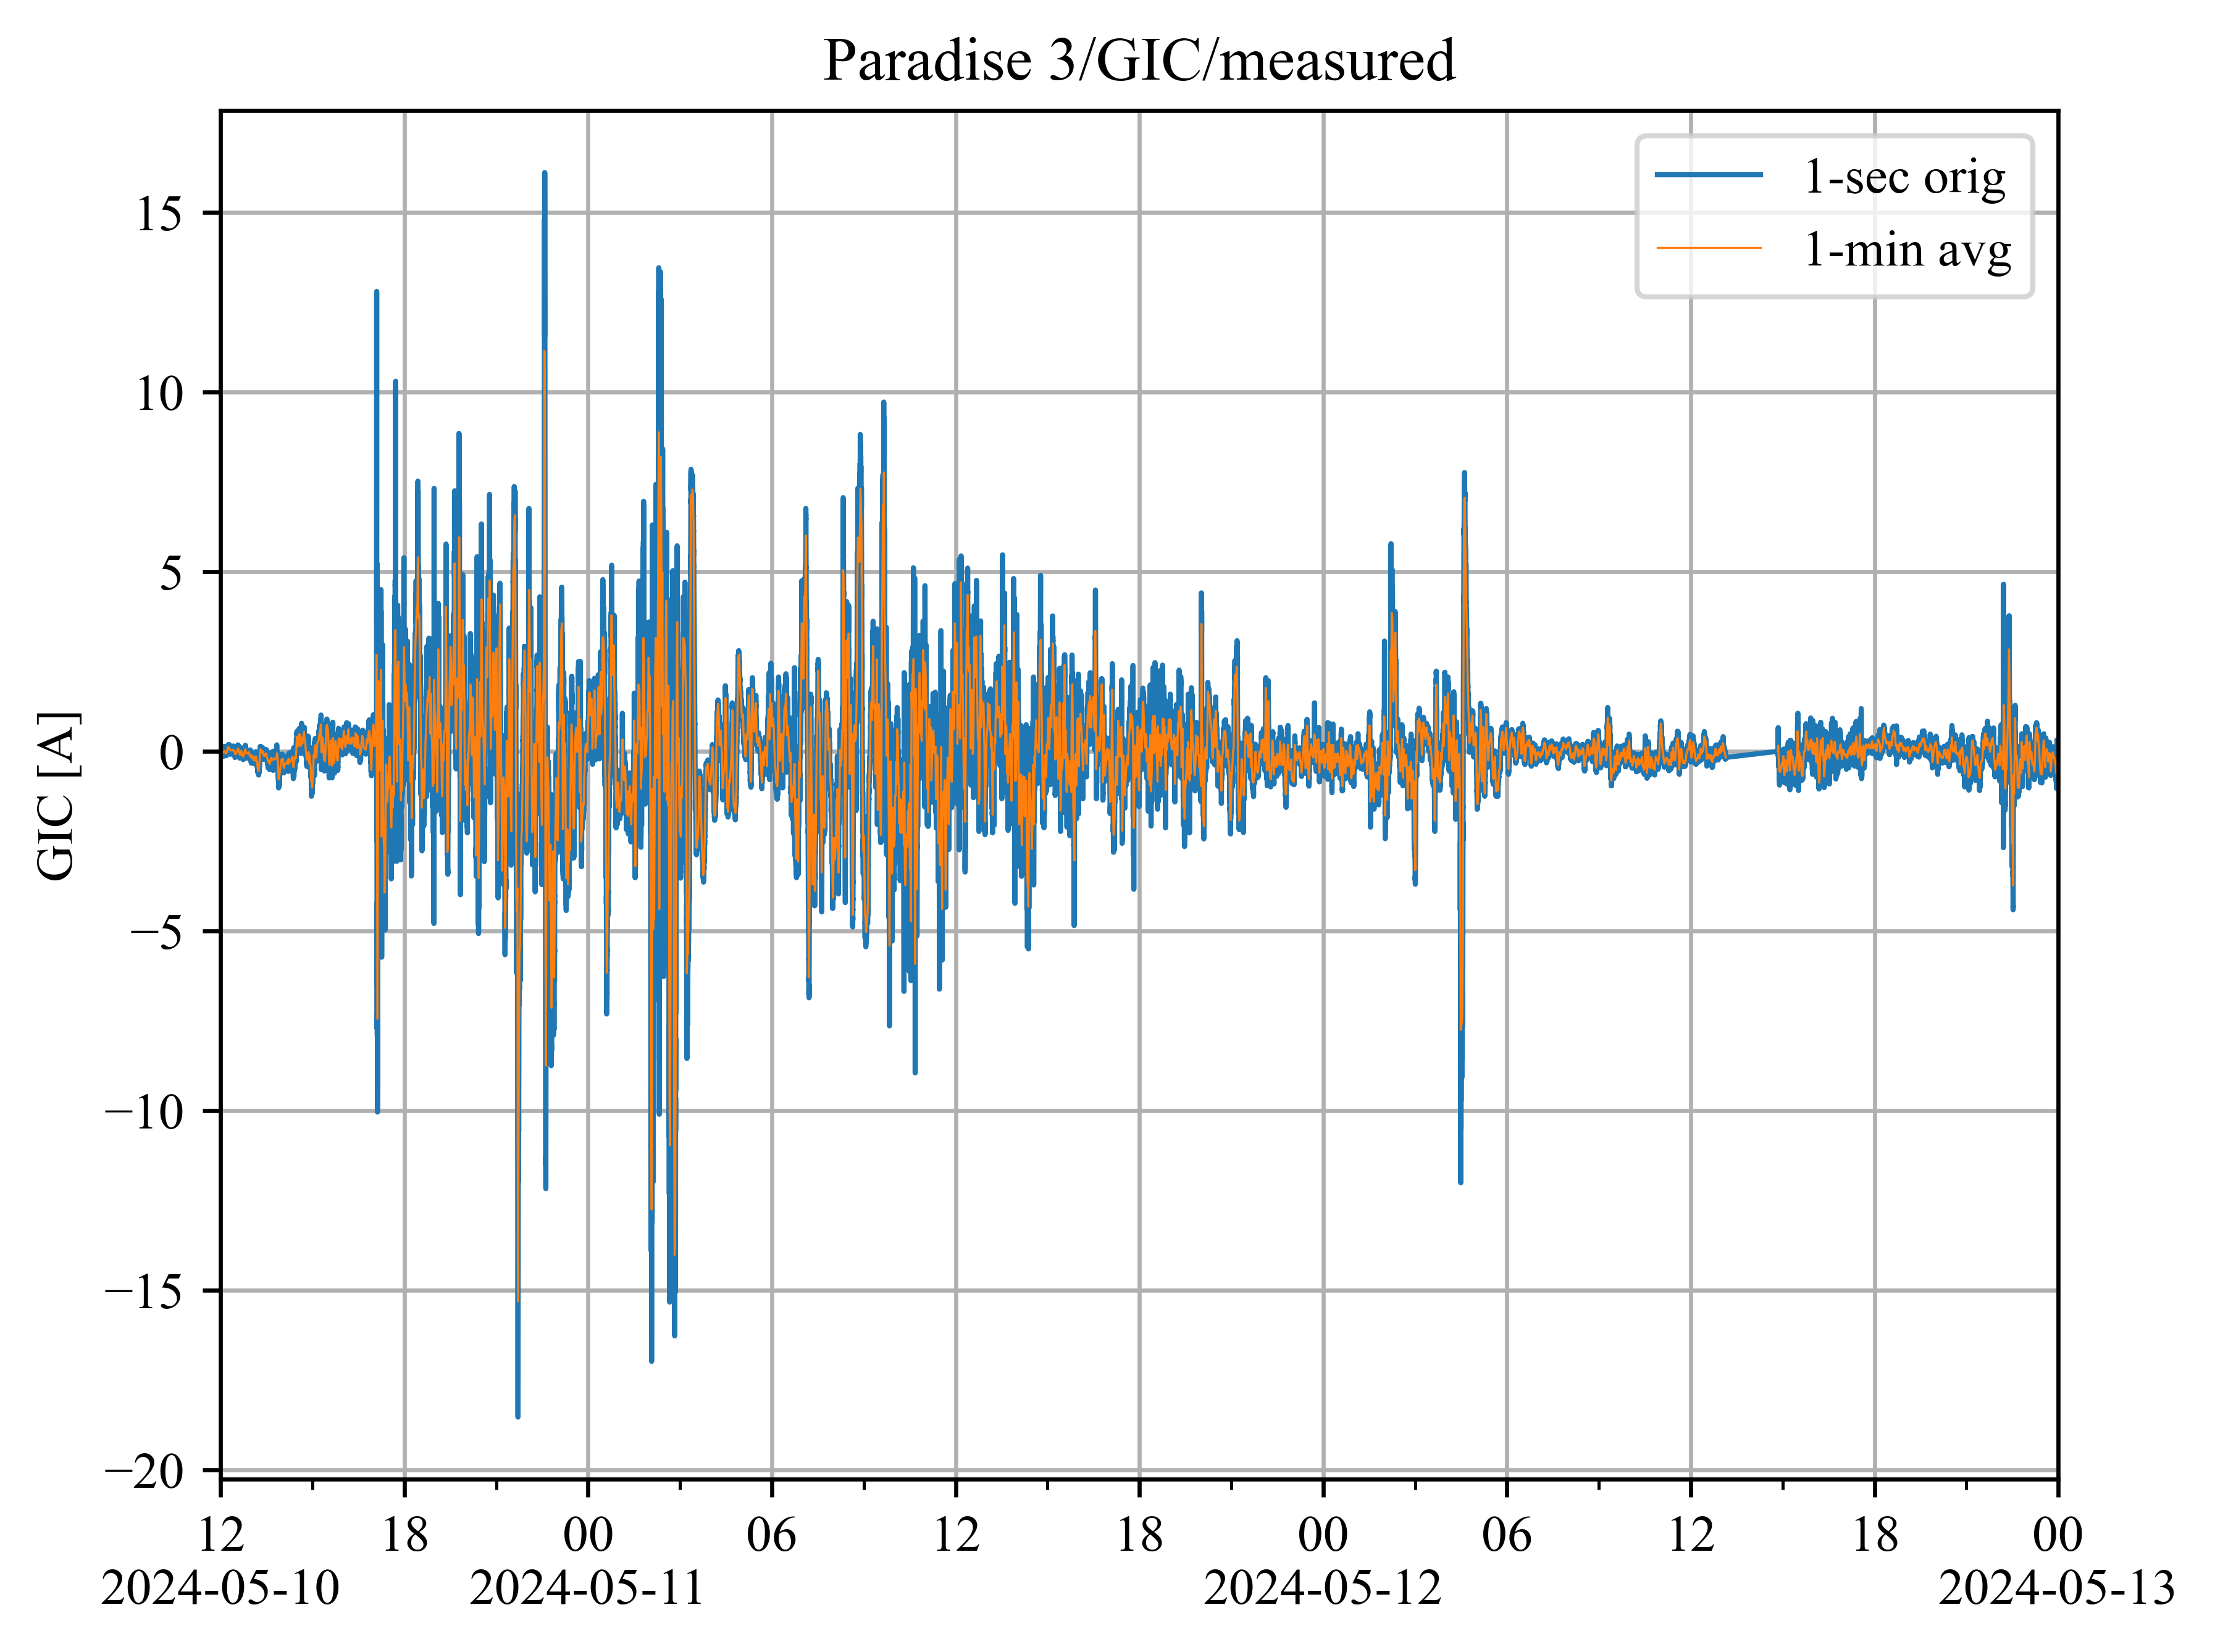 Paradise 3/GIC/measured
1-sec orig
1-min avg
GIC [A]
15
10
5
0
−5
−10
−15
−20
12 18 00 06 12 18 00 06 12 18 00
2024-05-10 2024-05-11 2024-05-12 2024-05-13